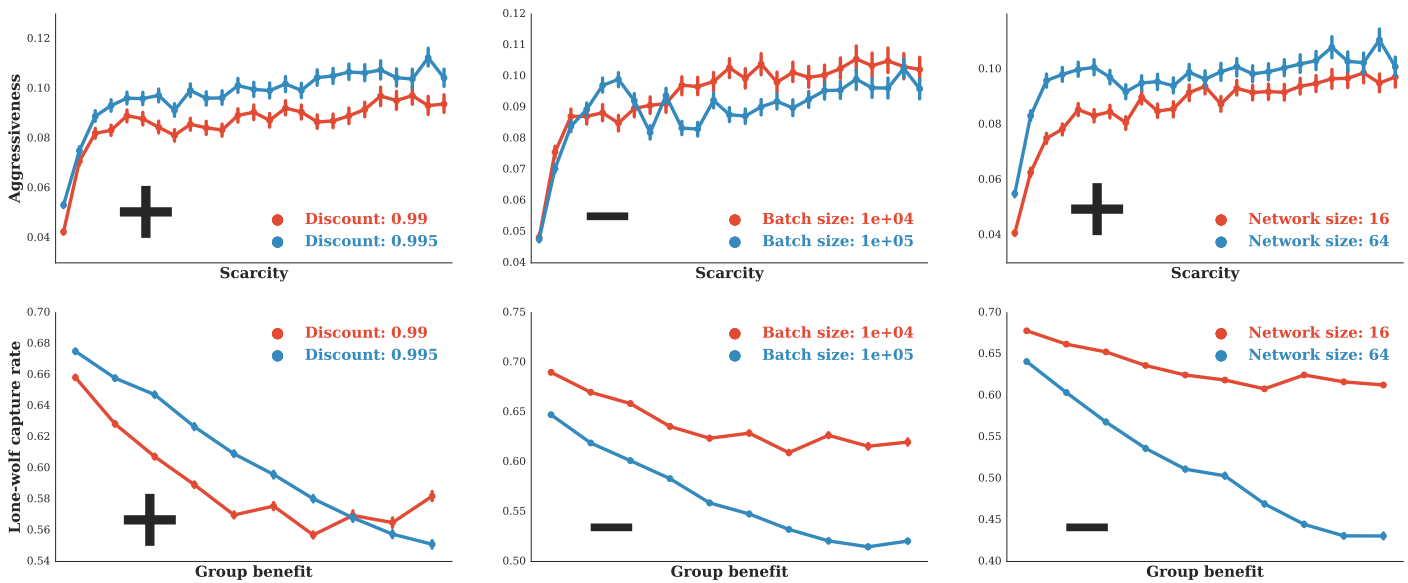 Aggressiveness
0.12
0.10
0.08
0.06
0.04
Discount: 0.99
Discount: 0.995
Scarcity
0.12
0.11
0.10
0.09
0.08
0.07
0.06
0.05
0.04
Batch size: 1e+04
Batch size: 1e+05
Scarcity
0.10
0.08
0.06
0.04
Network size: 16
Network size: 64
Scarcity
Lone-wolf capture rate
0.70
0.68
0.66
0.64
0.62
0.60
0.58
0.56
0.54
Discount: 0.99
Discount: 0.995
Group benefit
0.75
0.70
0.65
0.60
0.55
0.50
Batch size: 1e+04
Batch size: 1e+05
Group benefit
0.70
0.65
0.60
0.55
0.50
0.45
0.40
Network size: 16
Network size: 64
Group benefit